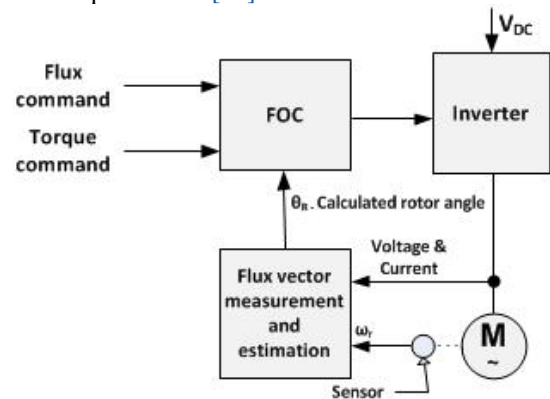 VDC
Flux
command
Torque
command
FOC
Inverter
θR . Calculated rotor angle
Voltage &
Current
Flux vector
measurement
and
estimation
ωr
M
~
Sensor